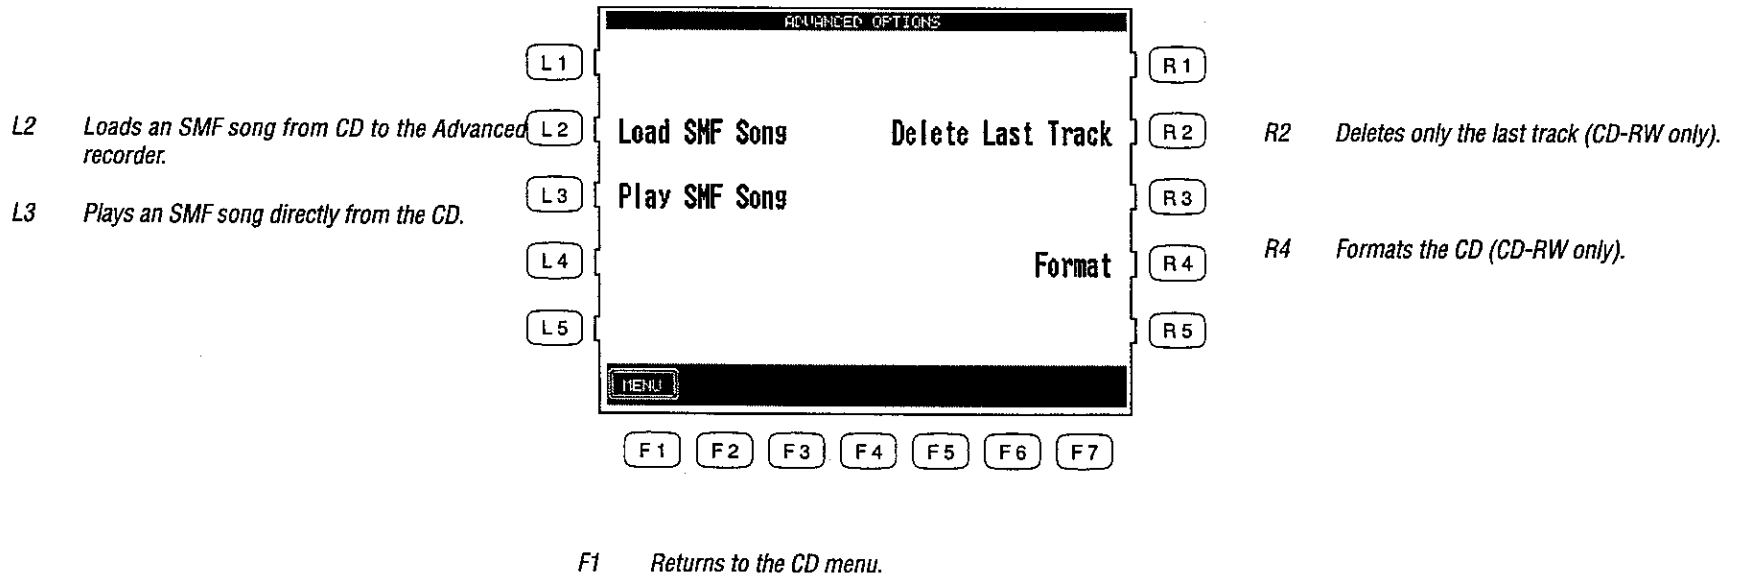 ADVANCED OPTIONS
L1
R1
L2 Loads an SMF song from CD to the Advanced
recorder.
L2
Load SMF Song
Delete Last Track
R2
R2 Deletes only the last track (CD-RW only).
L3 Plays an SMF song directly from the CD.
L3
Play SMF Song
R3
L4
Format
R4
R4 Formats the CD (CD-RW only).
L5
R5
MENU
F1 F2 F3 F4 F5 F6 F7
F1 Returns to the CD menu.